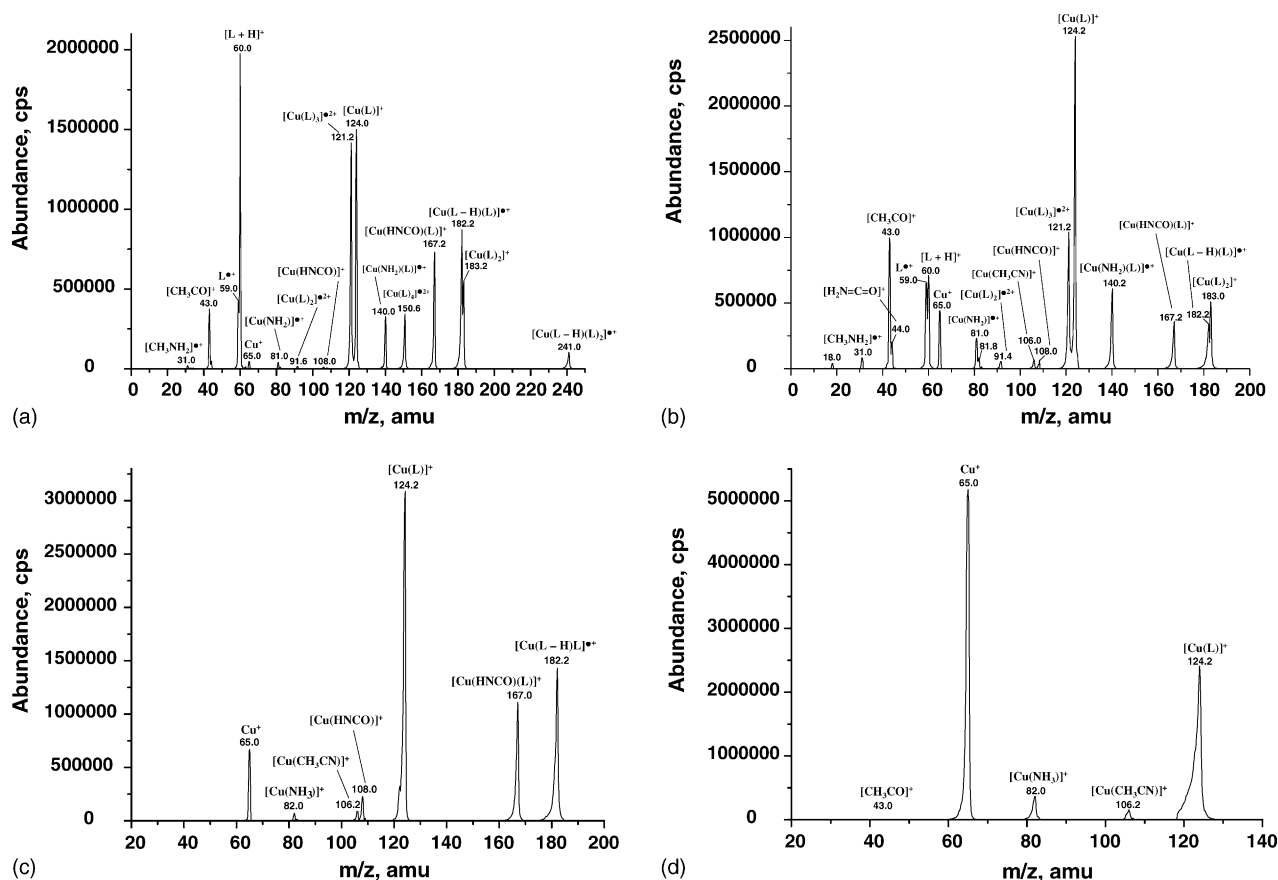 Abundance, cps
2000000
1500000
1000000
500000
0
[L + H]⁺
60.0
[Cu(L)₃]•²⁺
121.2
[Cu(L)]⁺
124.0
[Cu(L – H)(L)]•⁺
182.2
[Cu(HNCO)(L)]⁺
167.2
[Cu(L)₂]⁺
183.2
[Cu(HNCO)]⁺
108.0
[Cu(NH₂)(L)]•⁺
140.0
L•⁺
59.0
[CH₃CO]⁺
43.0
[Cu(L)₂]•²⁺
91.6
[Cu(L)₄]•²⁺
150.6
[Cu(NH₂)]•⁺
81.0
[CH₃NH₂]•⁺
31.0
Cu⁺
65.0
[Cu(L – H)(L)₂]•⁺
241.0
0 20 40 60 80 100 120 140 160 180 200 220 240
m/z, amu
(a)
Abundance, cps
2500000
2000000
1500000
1000000
500000
0
[Cu(L)]⁺
124.2
[CH₃CO]⁺
43.0
[Cu(L)₃]•²⁺
121.2
[Cu(HNCO)(L)]⁺
167.2
[Cu(HNCO)]⁺
108.0
[Cu(L – H)(L)]•⁺
182.2
L•⁺
59.0
[L + H]⁺
60.0
[Cu(CH₃CN)]⁺
106.0
[Cu(NH₂)(L)]•⁺
140.2
[Cu(L)₂]⁺
183.0
[H₂N=C=O]⁺
44.0
Cu⁺
65.0
[Cu(L)₂]•²⁺
91.4
[Cu(NH₂)]•⁺
81.0
81.8
[CH₃NH₂]•⁺
31.0
18.0
0 20 40 60 80 100 120 140 160 180 200
m/z, amu
(b)
Abundance, cps
3000000
2500000
2000000
1500000
1000000
500000
0
[Cu(L)]⁺
124.2
[Cu(L – H)L]•⁺
182.2
[Cu(HNCO)(L)]⁺
167.0
[Cu(HNCO)]⁺
108.0
Cu⁺
65.0
[Cu(CH₃CN)]⁺
106.2
[Cu(NH₃)]⁺
82.0
20 40 60 80 100 120 140 160 180 200
m/z, amu
(c)
Abundance, cps
5000000
4000000
3000000
2000000
1000000
0
Cu⁺
65.0
[Cu(L)]⁺
124.2
[Cu(NH₃)]⁺
82.0
[CH₃CO]⁺
43.0
[Cu(CH₃CN)]⁺
106.2
20 40 60 80 100 120 140
m/z, amu
(d)